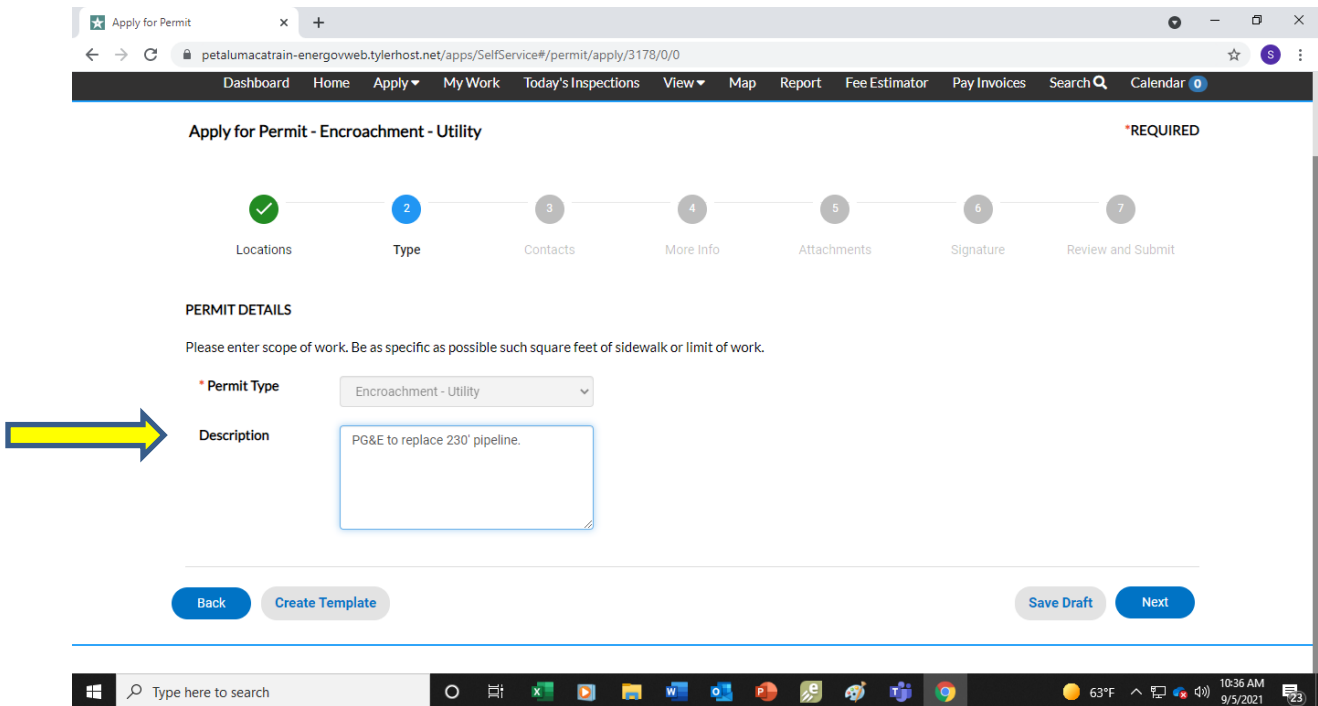 Apply for Permit
petalumacatrain-energovweb.tylerhost.net/apps/SelfService#/permit/apply/3178/0/0
S
Dashboard Home Apply My Work Today's Inspections View Map Report Fee Estimator Pay Invoices Search Calendar 0
Apply for Permit - Encroachment - Utility *REQUIRED
2 3 4 5 6 7
Locations Type Contacts More Info Attachments Signature Review and Submit
PERMIT DETAILS
Please enter scope of work. Be as specific as possible such square feet of sidewalk or limit of work.
* Permit Type Encroachment - Utility
Description PG&E to replace 230' pipeline.
Back Create Template Save Draft Next
Type here to search 63°F 10:36 AM
9/5/2021 23